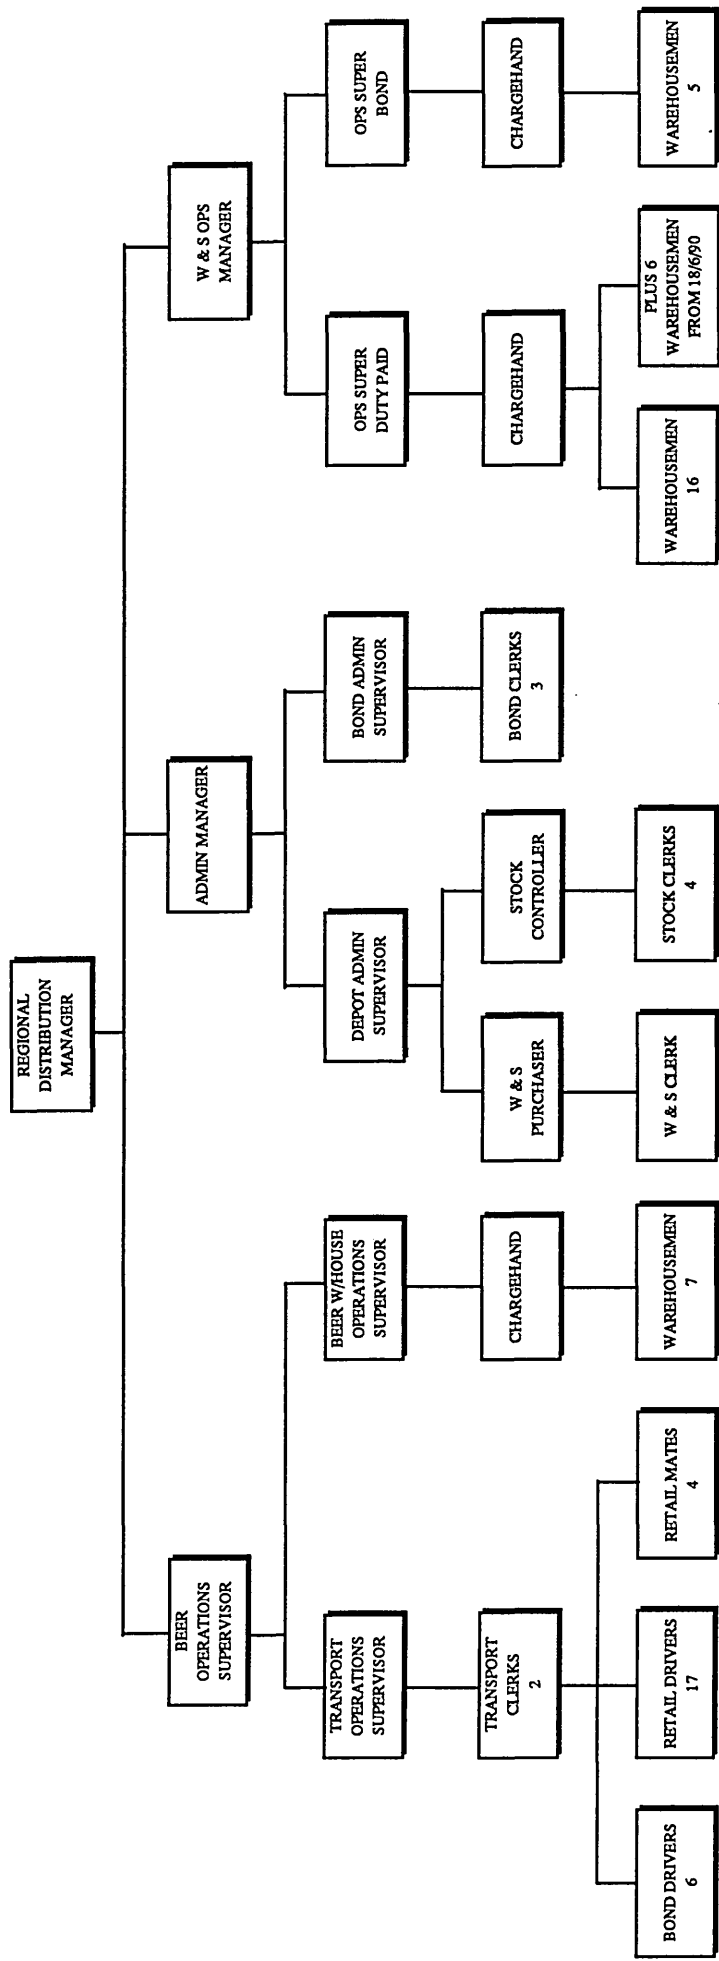 REGIONAL
DISTRIBUTION
MANAGER
BEER
OPERATIONS
SUPERVISOR
ADMIN MANAGER
W & S OPS
MANAGER
TRANSPORT
OPERATIONS
SUPERVISOR
BEER W/HOUSE
OPERATIONS
SUPERVISOR
DEPOT ADMIN
SUPERVISOR
BOND ADMIN
SUPERVISOR
OPS SUPER
DUTY PAID
OPS SUPER
BOND
TRANSPORT
CLERKS
2
CHARGEHAND
W & S
PURCHASER
STOCK
CONTROLLER
BOND CLERKS
3
CHARGEHAND
CHARGEHAND
BOND DRIVERS
6
RETAIL DRIVERS
17
RETAIL MATES
4
WAREHOUSEMEN
7
W & S CLERK
STOCK CLERKS
4
WAREHOUSEMEN
16
PLUS 6
WAREHOUSEMEN
FROM 18/6/90
WAREHOUSEMEN
5